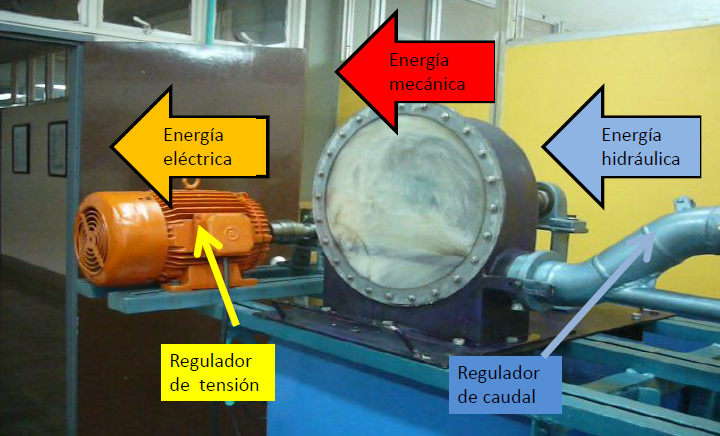 Energía
mecánica
Energía
eléctrica
Energía
hidráulica
Regulador
de tensión
Regulador
de caudal